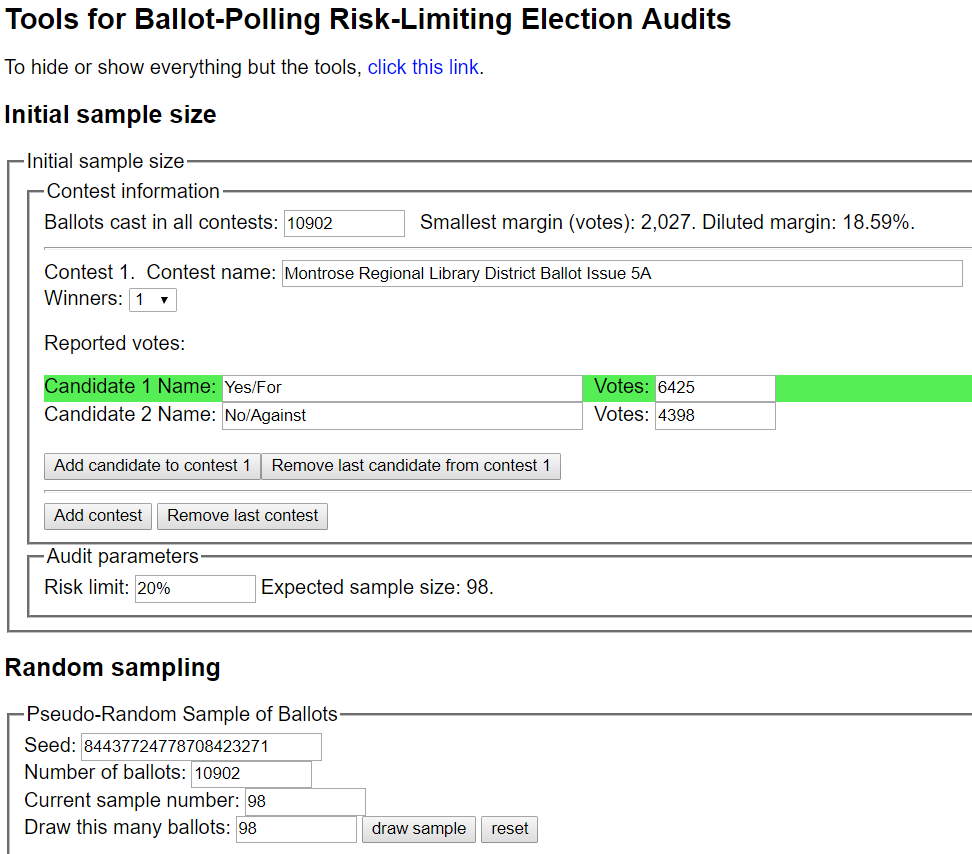 Tools for Ballot-Polling Risk-Limiting Election Audits
To hide or show everything but the tools, click this link.
Initial sample size
Initial sample size
Contest information
Ballots cast in all contests: 10902 Smallest margin (votes): 2,027. Diluted margin: 18.59%.
Contest 1. Contest name: Montrose Regional Library District Ballot Issue 5A
Winners: 1
Reported votes:
Candidate 1 Name: Yes/For Votes: 6425
Candidate 2 Name: No/Against Votes: 4398
Add candidate to contest 1 Remove last candidate from contest 1
Add contest Remove last contest
Audit parameters
Risk limit: 20% Expected sample size: 98.
Random sampling
Pseudo-Random Sample of Ballots
Seed: 84437724778708423271
Number of ballots: 10902
Current sample number: 98
Draw this many ballots: 98 draw sample reset